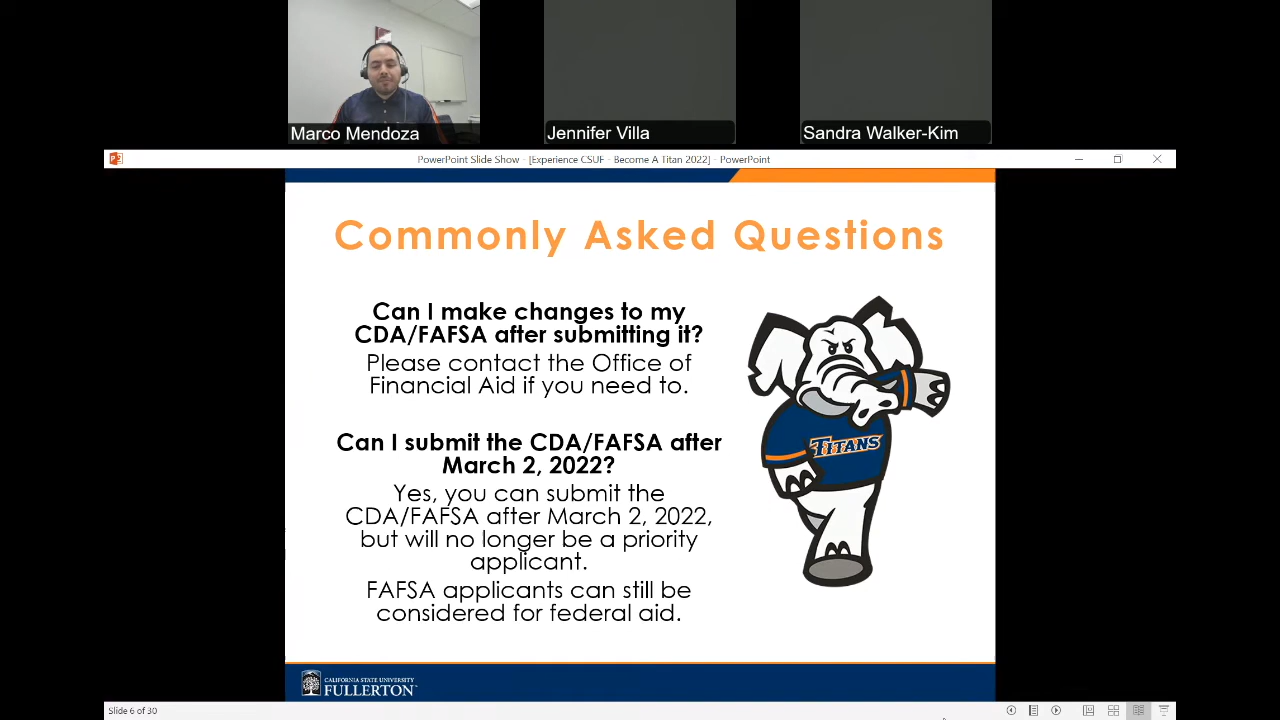 Marco Mendoza
Jennifer Villa
Sandra Walker-Kim
PowerPoint Slide Show - [Experience CSUF - Become A Titan 2022] - PowerPoint
Commonly Asked Questions
Can I make changes to my
CDA/FAFSA after submitting it?
Please contact the Office of
Financial Aid if you need to.
Can I submit the CDA/FAFSA after
March 2, 2022?
Yes, you can submit the
CDA/FAFSA after March 2, 2022,
but will no longer be a priority
applicant.
FAFSA applicants can still be
considered for federal aid.
TITANS
CALIFORNIA STATE UNIVERSITY
FULLERTON
Slide 6 of 30